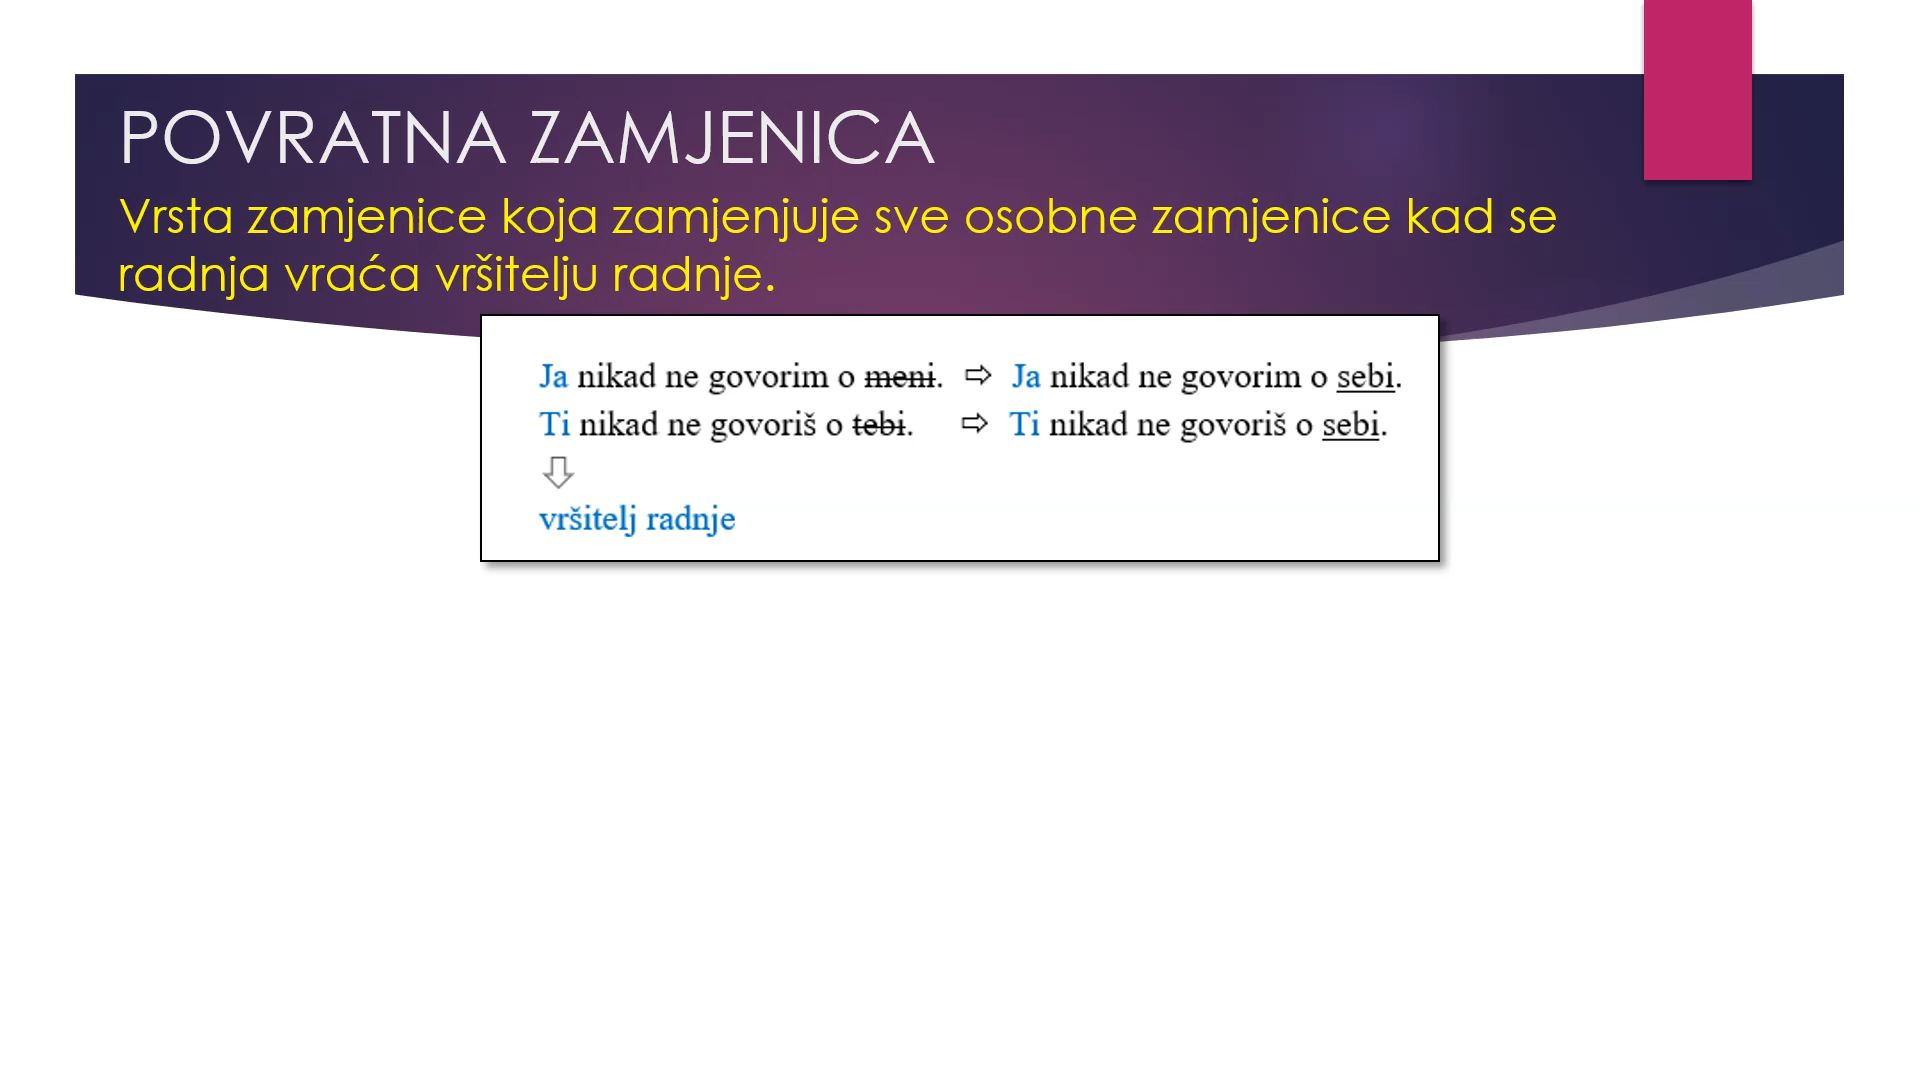 POVRATNA ZAMJENICA
Vrsta zamjenice koja zamjenjuje sve osobne zamjenice kad se
radnja vraća vršitelju radnje.
Ja nikad ne govorim o meni. ⇨ Ja nikad ne govorim o sebi.
Ti nikad ne govoriš o tebi. ⇨ Ti nikad ne govoriš o sebi.
⇩
vršitelj radnje